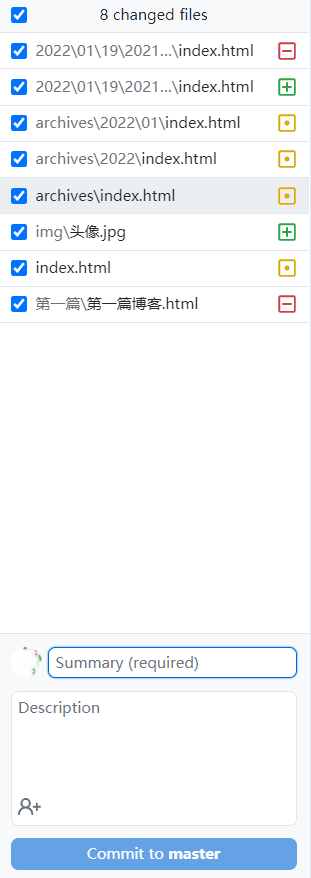 8 changed files
2022\01\19\2021...\index.html
2022\01\19\2021...\index.html
archives\2022\01\index.html
archives\2022\index.html
archives\index.html
img\头像.jpg
index.html
第一篇\第一篇博客.html
Summary (required)
Description
Commit to master